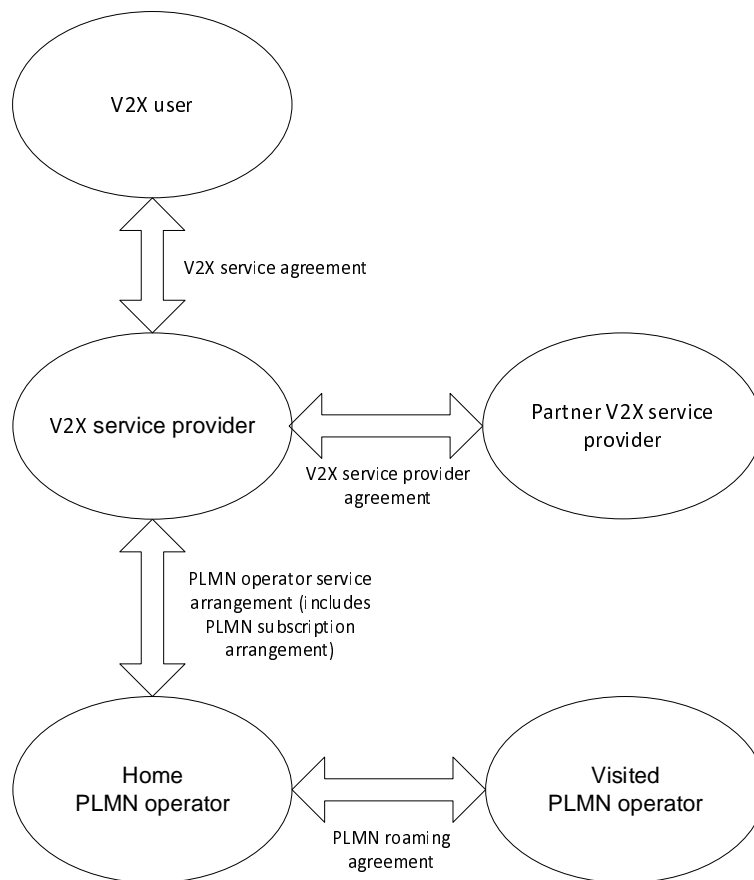 V2X user
V2X service agreement
V2X service provider
Partner V2X service
provider
V2X service provider
agreement
PLMN operator service
arrangement (includes
PLMN subscription
arrangement)
Home
PLMN operator
Visited
PLMN operator
PLMN roaming
agreement